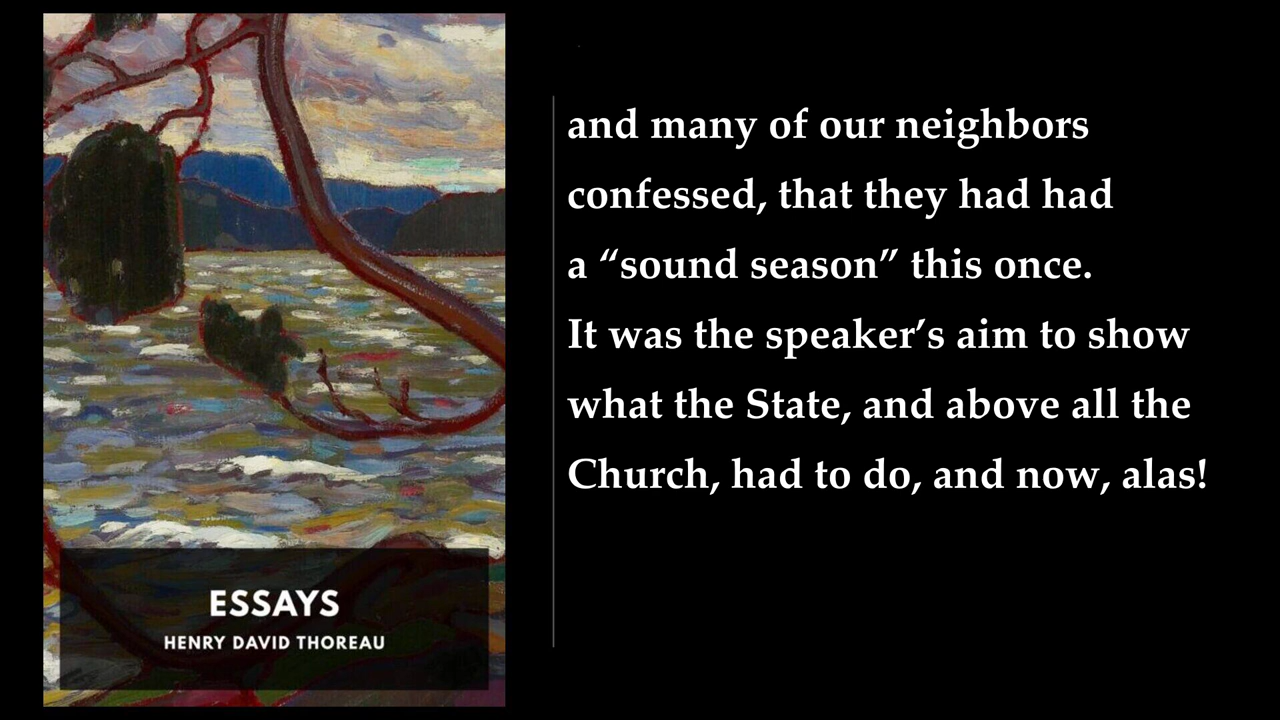 ESSAYS
HENRY DAVID THOREAU
and many of our neighbors
confessed, that they had had
a “sound season” this once.
It was the speaker’s aim to show
what the State, and above all the
Church, had to do, and now, alas!